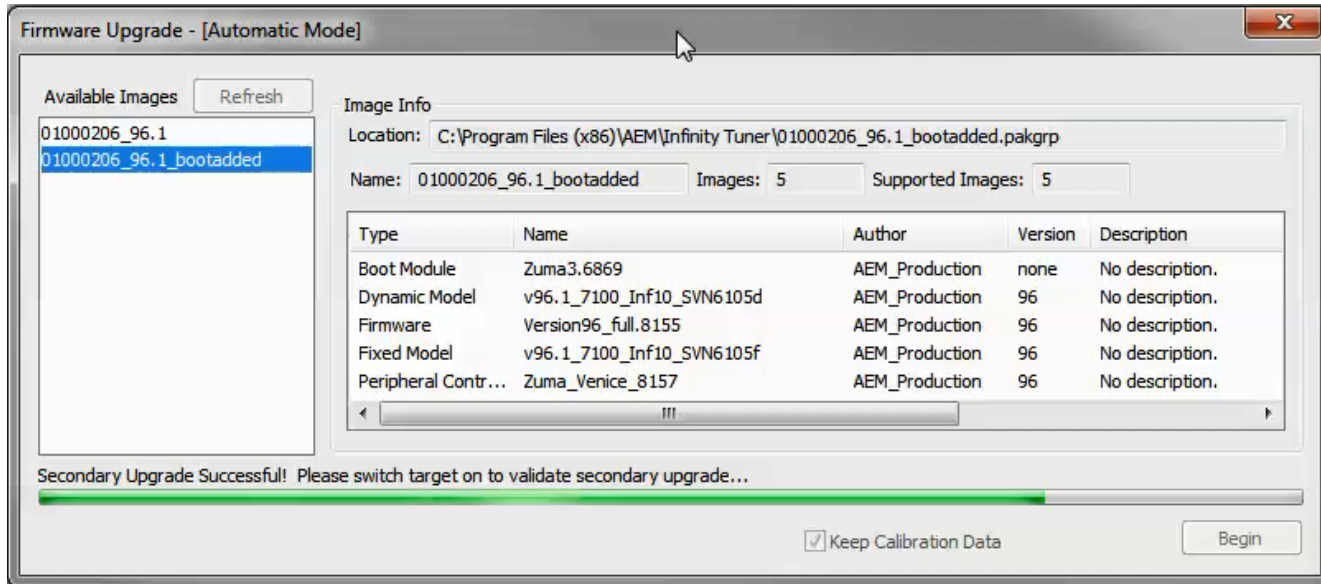 Firmware Upgrade - [Automatic Mode]
Available Images Refresh
01000206_96.1
01000206_96.1_bootadded
Image Info
Location: C:\Program Files (x86)\AEM\Infinity Tuner\01000206_96.1_bootadded.pakgrp
Name: 01000206_96.1_bootadded Images: 5 Supported Images: 5
Type Name Author Version Description
Boot Module Zuma3.6869 AEM_Production none No description.
Dynamic Model v96.1_7100_Inf10_SVN6105d AEM_Production 96 No description.
Firmware Version96_full.8155 AEM_Production 96 No description.
Fixed Model v96.1_7100_Inf10_SVN6105f AEM_Production 96 No description.
Peripheral Contr... Zuma_Venice_8157 AEM_Production 96 No description.
Secondary Upgrade Successful! Please switch target on to validate secondary upgrade...
Keep Calibration Data Begin